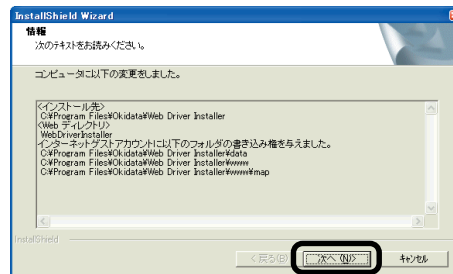 InstallShield Wizard
情報
次のテキストをお読みください。
コンピュータに以下の変更をしました。
<インストール先>
C:¥Program Files¥Okidata¥Web Driver Installer
<Web ディレクトリ>
WebDriverInstaller
インターネットゲストアカウントに以下のフォルダの書き込み権を与えました。
C:¥Program Files¥Okidata¥Web Driver Installer¥data
C:¥Program Files¥Okidata¥Web Driver Installer¥www
C:¥Program Files¥Okidata¥Web Driver Installer¥www¥map
InstallShield
< 戻る(B) 次へ (N)> キャンセル